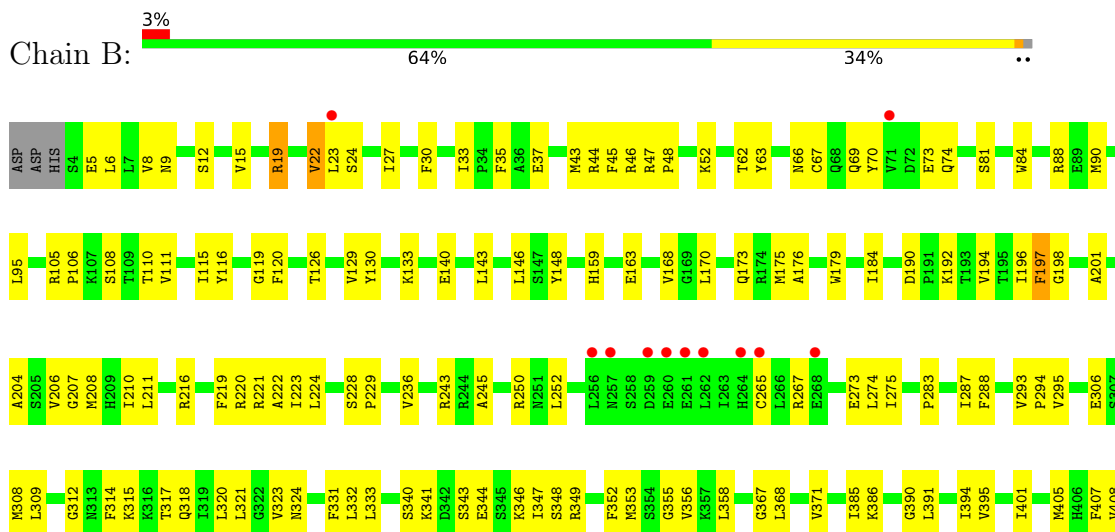 3%
Chain B:
64% 34% ••
ASP ASP HIS S4 E5 L6 L7 V8 N9 S12 V15 R19 V22 L23 S24 I27 F30 I33 P34 F35 A36 E37 M43 R44 F45 R46 R47 P48 K52 T62 Y63 N66 C67 Q68 Q69 Y70 V71 D72 E73 Q74 S81 W84 R88 E89 M90
L95 R105 P106 K107 S108 T109 T110 V111 I115 Y116 G119 F120 T126 V129 Y130 K133 E140 L143 L146 S147 Y148 H159 E163 V168 G169 L170 Q173 R174 M175 A176 W179 I184 D190 P191 K192 T193 V194 T195 I196 F197 G198 A201
A204 S205 V206 G207 M208 H209 I210 L211 R216 F219 R220 R221 A222 I223 L224 S228 P229 V236 R243 R244 A245 R250 N251 L252 L256 N257 S258 D259 E260 E261 L262 I263 H264 C265 L266 R267 E268 E273 L274 I275 P283 I287 F288 V293 P294 V295 E306 S307
M308 L309 G312 N313 F314 K315 K316 T317 Q318 I319 L320 L321 G322 V323 N324 F331 L332 L333 S340 K341 D342 S343 E344 S345 K346 I347 S348 R349 F352 M353 S354 G355 V356 K357 L358 G367 L368 V371 I385 K386 G390 L391 I394 V395 I401 M405 H406 F407